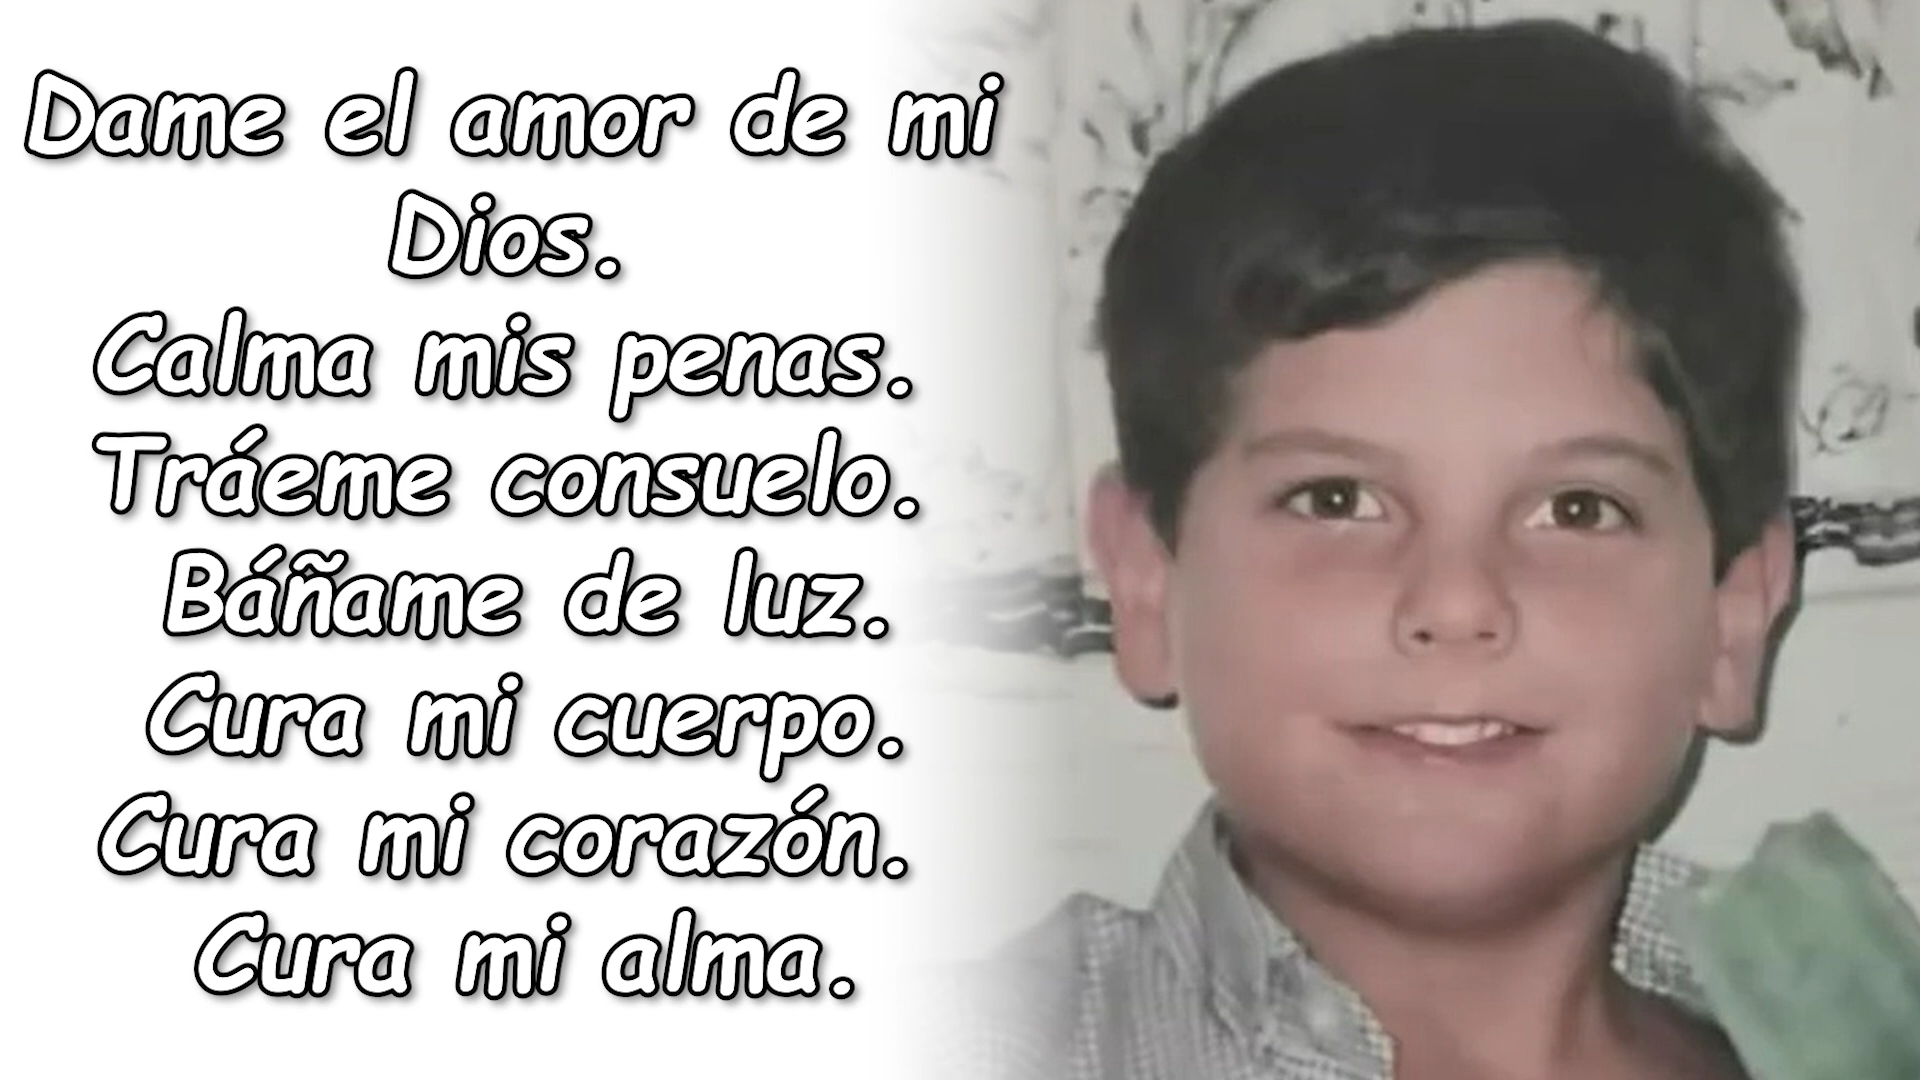 Dame el amor de mi
Dios.
Calma mis penas.
Tráeme consuelo.
Báñame de luz.
Cura mi cuerpo.
Cura mi corazón.
Cura mi alma.